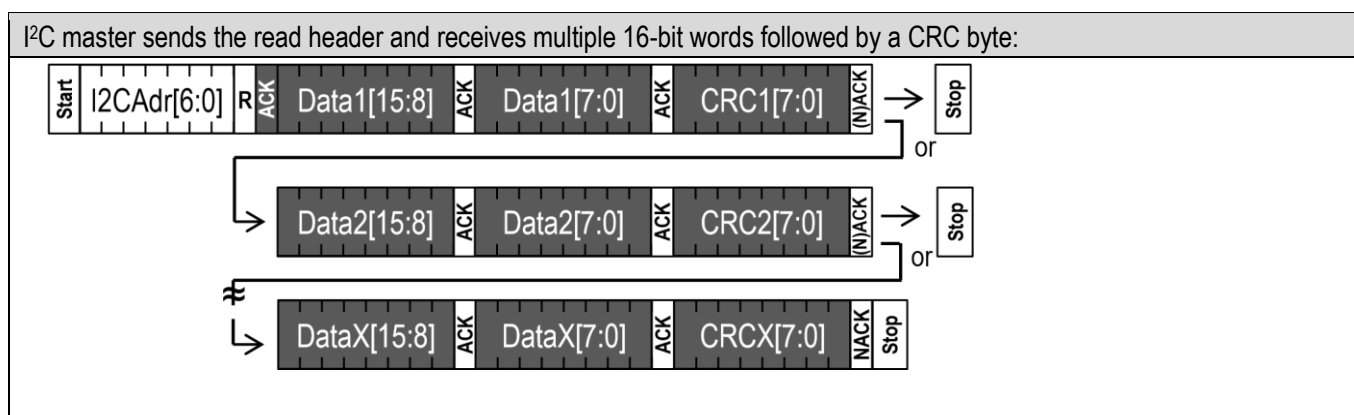 I²C master sends the read header and receives multiple 16-bit words followed by a CRC byte:
Start I2CAdr[6:0] R ACK Data1[15:8] ACK Data1[7:0] ACK CRC1[7:0] (N)ACK Stop
or
Data2[15:8] ACK Data2[7:0] ACK CRC2[7:0] (N)ACK Stop
or
DataX[15:8] ACK DataX[7:0] ACK CRCX[7:0] NACK Stop